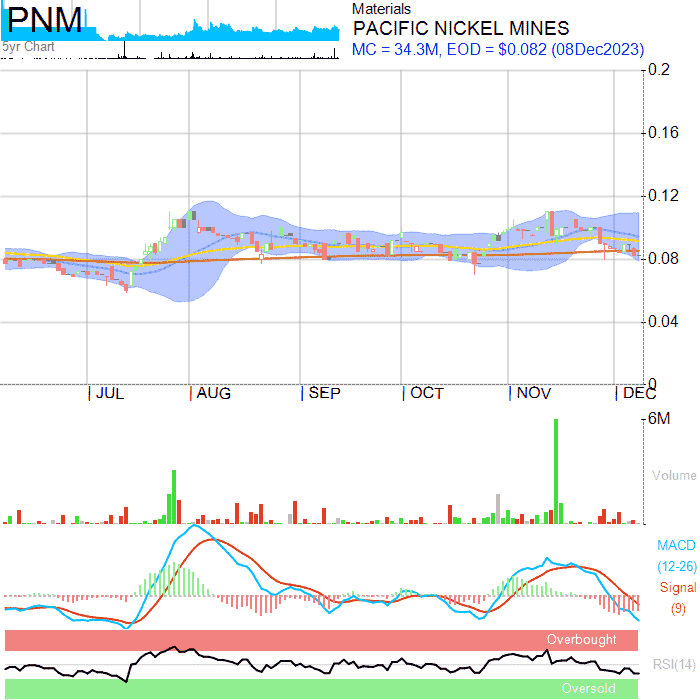 PNM
5yr Chart
Materials
PACIFIC NICKEL MINES
MC = 34.3M, EOD = $0.082 (08Dec2023)
0.2
0.16
0.12
0.08
0.04
0
JUL AUG SEP OCT NOV DEC
6M
Volume
MACD
(12-26)
Signal
(9)
Overbought
RSI(14)
Oversold